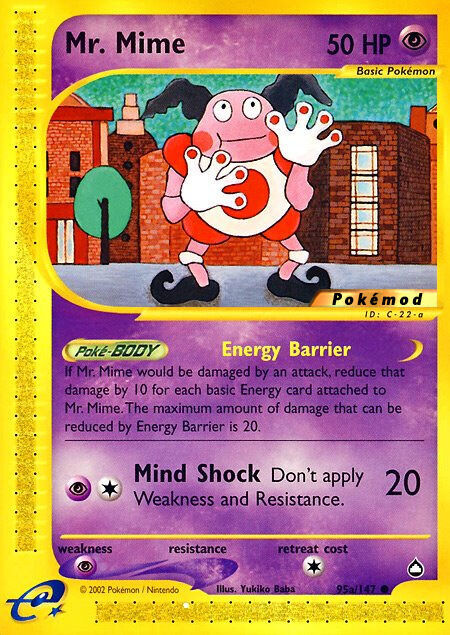 Mr. Mime 50 HP
Basic Pokémon
Pokémod
ID: C-22-a
Poké-BODY Energy Barrier
If Mr. Mime would be damaged by an attack, reduce that
damage by 10 for each basic Energy card attached to
Mr. Mime. The maximum amount of damage that can be
reduced by Energy Barrier is 20.
Mind Shock Don't apply 20
Weakness and Resistance.
weakness resistance retreat cost
© 2002 Pokémon / Nintendo Illus. Yukiko Baba 95a/147
e